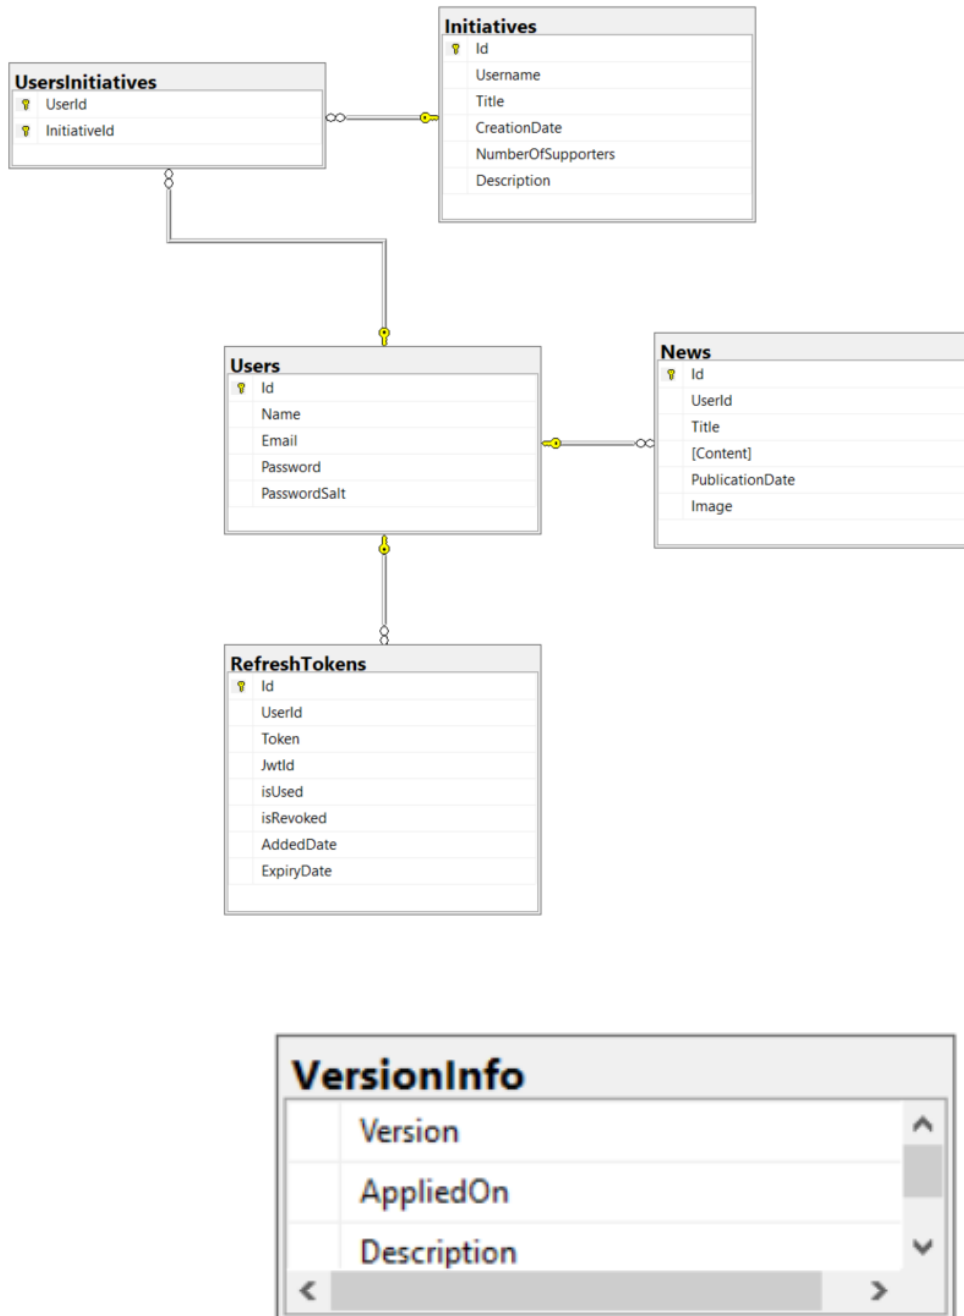 Initiatives
Id
Username
Title
CreationDate
NumberOfSupporters
Description
UsersInitiatives
UserId
InitiativeId
Users
Id
Name
Email
Password
PasswordSalt
News
Id
UserId
Title
[Content]
PublicationDate
Image
RefreshTokens
Id
UserId
Token
JwtId
isUsed
isRevoked
AddedDate
ExpiryDate
VersionInfo
Version
AppliedOn
Description